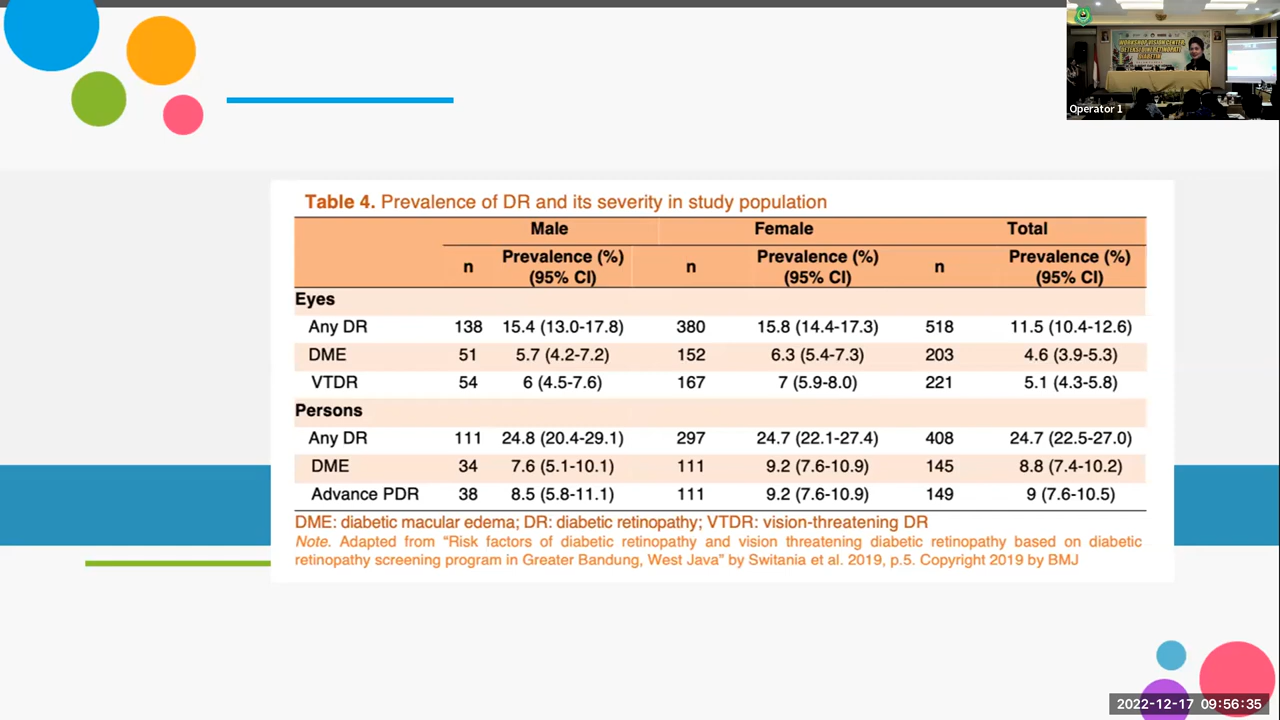 WORKSHOP VISION CENTER
DETEKSI DINI RETINOPATI
DIABETIK
Operator 1
Table 4. Prevalence of DR and its severity in study population
Male Female Total
n Prevalence (%) (95% CI) n Prevalence (%) (95% CI) n Prevalence (%) (95% CI)
Eyes
Any DR 138 15.4 (13.0-17.8) 380 15.8 (14.4-17.3) 518 11.5 (10.4-12.6)
DME 51 5.7 (4.2-7.2) 152 6.3 (5.4-7.3) 203 4.6 (3.9-5.3)
VTDR 54 6 (4.5-7.6) 167 7 (5.9-8.0) 221 5.1 (4.3-5.8)
Persons
Any DR 111 24.8 (20.4-29.1) 297 24.7 (22.1-27.4) 408 24.7 (22.5-27.0)
DME 34 7.6 (5.1-10.1) 111 9.2 (7.6-10.9) 145 8.8 (7.4-10.2)
Advance PDR 38 8.5 (5.8-11.1) 111 9.2 (7.6-10.9) 149 9 (7.6-10.5)
DME: diabetic macular edema; DR: diabetic retinopathy; VTDR: vision-threatening DR
Note. Adapted from “Risk factors of diabetic retinopathy and vision threatening diabetic retinopathy based on diabetic
retinopathy screening program in Greater Bandung, West Java” by Switania et al. 2019, p.5. Copyright 2019 by BMJ
2022-12-17 09:56:35